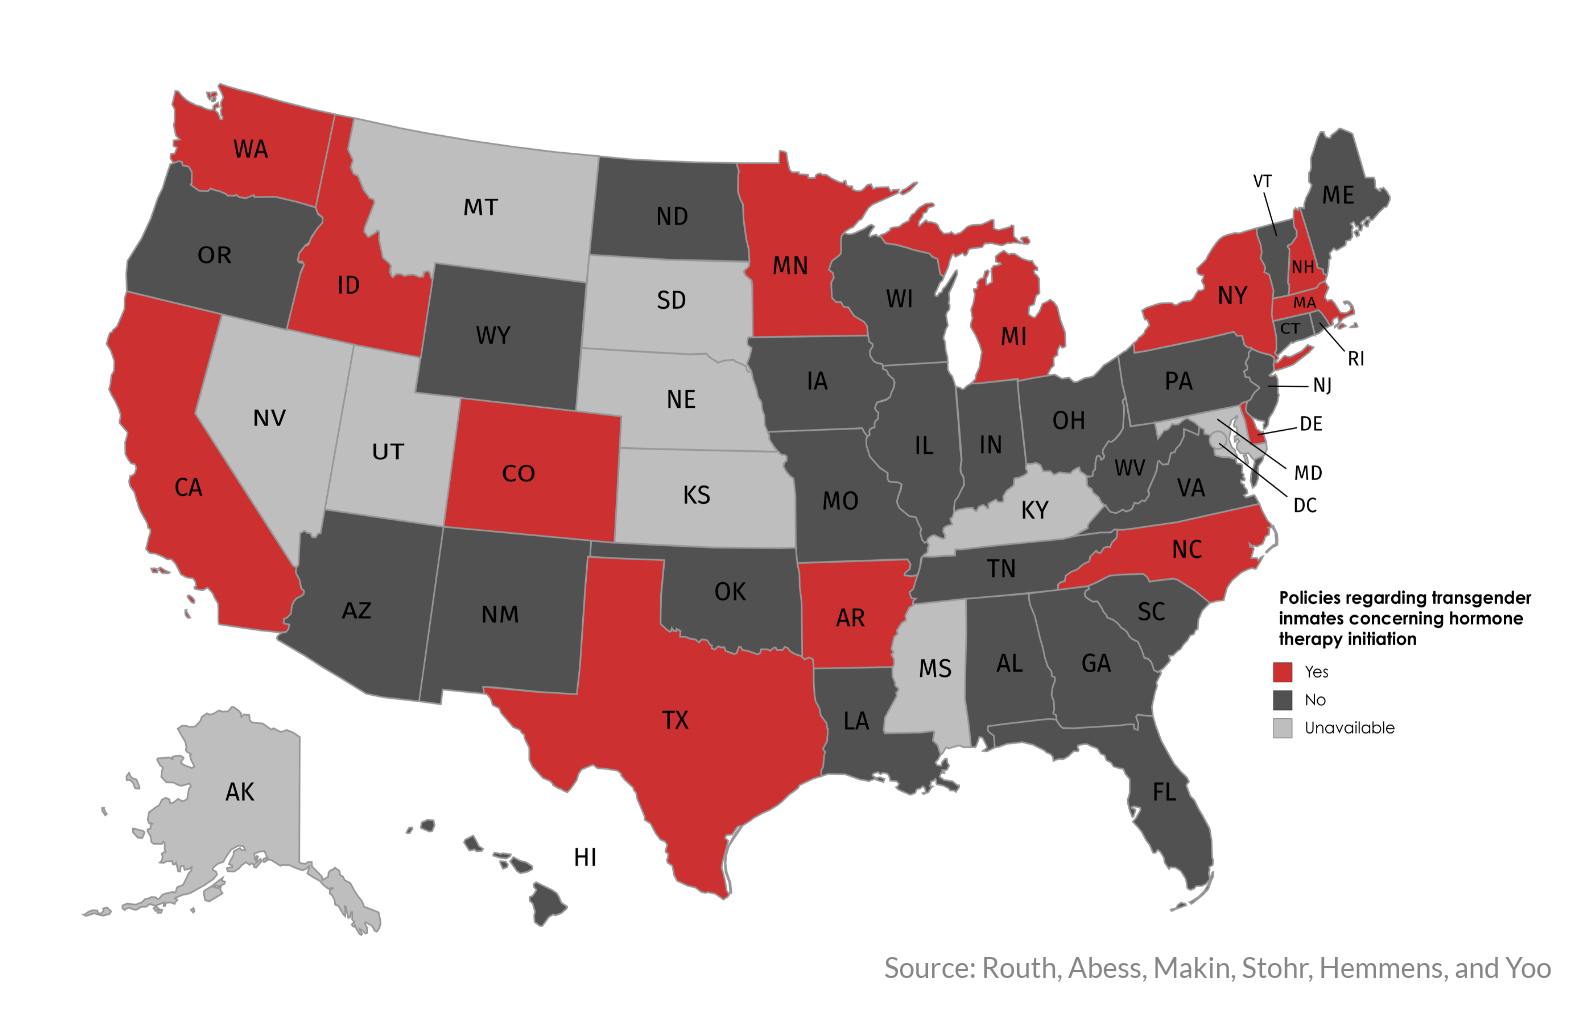 WA
MT
ND
ME
VT
OR
ID
MN
WI
SD
WY
MI
NY
NH
MA
CT
RI
NJ
IA
NE
PA
DE
NV
UT
CO
KS
IL
IN
OH
WV
VA
MD
DC
CA
MO
KY
NC
TN
AZ
NM
OK
AR
SC
MS
AL
GA
TX
LA
FL
AK
HI
Policies regarding transgender
inmates concerning hormone
therapy initiation
Yes
No
Unavailable
Source: Routh, Abess, Makin, Stohr, Hemmens, and Yoo